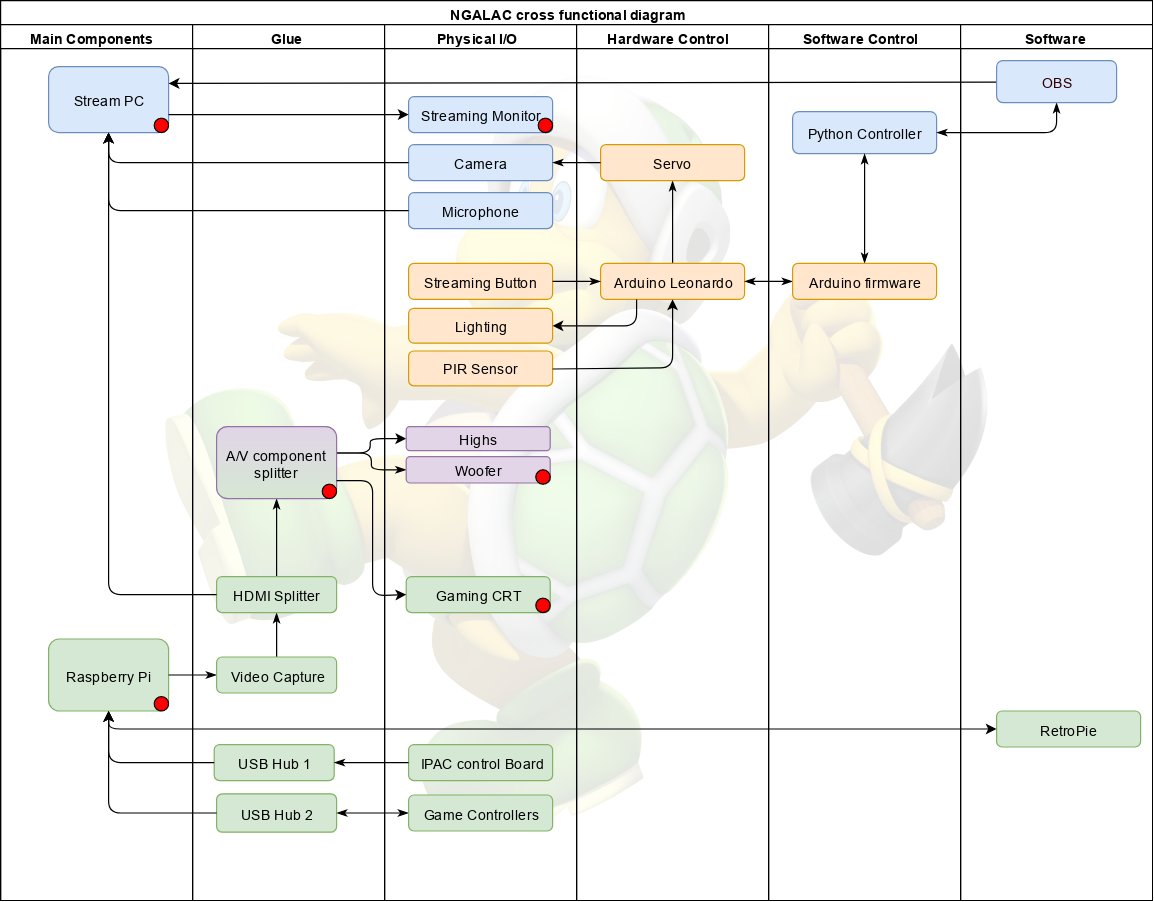 NGALAC cross functional diagram
Main Components
Glue
Physical I/O
Hardware Control
Software Control
Software
Stream PC
OBS
Streaming Monitor
Python Controller
Camera
Servo
Microphone
Streaming Button
Arduino Leonardo
Arduino firmware
Lighting
PIR Sensor
A/V component
splitter
Highs
Woofer
HDMI Splitter
Gaming CRT
Raspberry Pi
Video Capture
RetroPie
USB Hub 1
IPAC control Board
USB Hub 2
Game Controllers